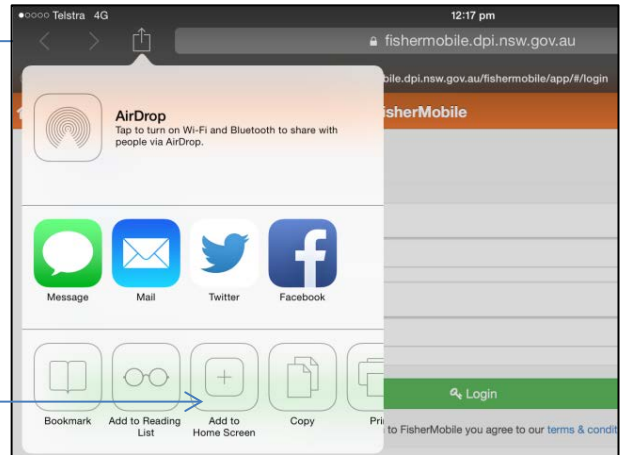 ●○○○○ Telstra 4G 12:17 pm
fishermobile.dpi.nsw.gov.au
bile.dpi.nsw.gov.au/fishermobile/app/#/login
isherMobile
AirDrop
Tap to turn on Wi-Fi and Bluetooth to share with
people via AirDrop.
Message Mail Twitter Facebook
Login
Bookmark Add to Reading List Add to Home Screen Copy Pri
to FisherMobile you agree to our terms & condit